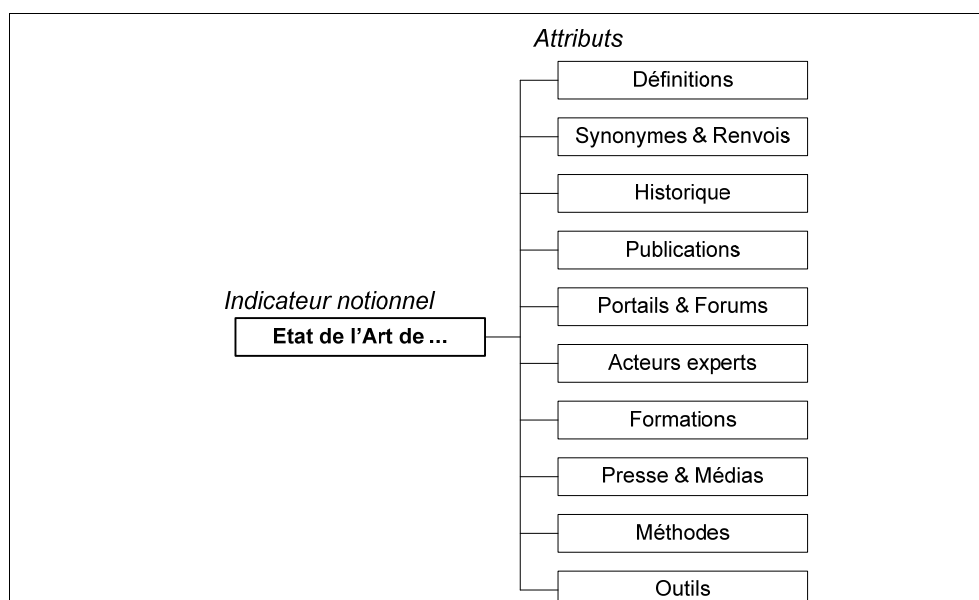 Attributs
Définitions
Synonymes & Renvois
Historique
Publications
Portails & Forums
Indicateur notionnel
Etat de l’Art de ...
Acteurs experts
Formations
Presse & Médias
Méthodes
Outils